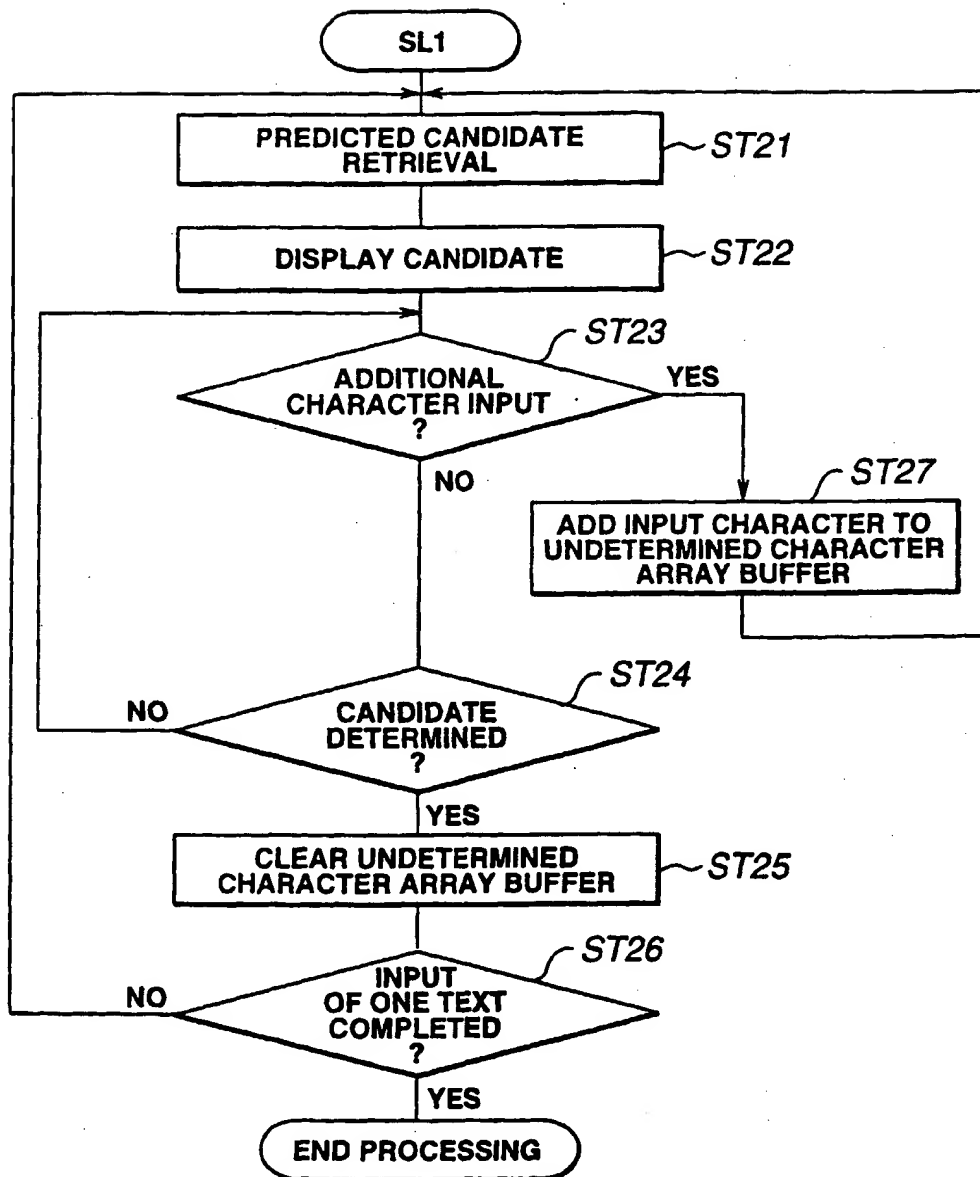 SL1
PREDICTED CANDIDATE
RETRIEVAL
ST21
DISPLAY CANDIDATE
ST22
ST23
ADDITIONAL
CHARACTER INPUT
?
YES
NO
ST27
ADD INPUT CHARACTER TO
UNDETERMINED CHARACTER
ARRAY BUFFER
ST24
NO
CANDIDATE
DETERMINED
?
YES
CLEAR UNDETERMINED
CHARACTER ARRAY BUFFER
ST25
ST26
NO
INPUT
OF ONE TEXT
COMPLETED
?
YES
END PROCESSING